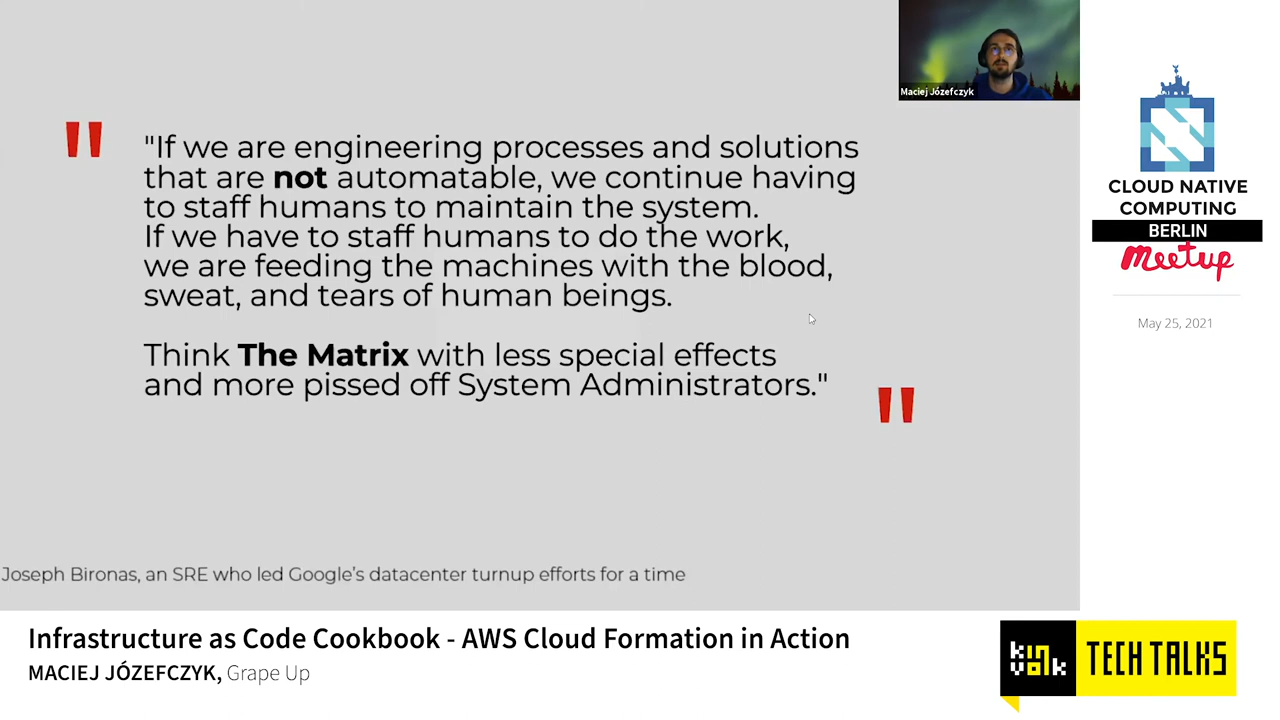 Maciej Józefczyk
"If we are engineering processes and solutions
that are not automatable, we continue having
to staff humans to maintain the system.
If we have to staff humans to do the work,
we are feeding the machines with the blood,
sweat, and tears of human beings.
Think The Matrix with less special effects
and more pissed off System Administrators."
Joseph Bironas, an SRE who led Google's datacenter turnup efforts for a time
CLOUD NATIVE
COMPUTING
BERLIN
Meetup
May 25, 2021
Infrastructure as Code Cookbook - AWS Cloud Formation in Action
MACIEJ JÓZEFCZYK, Grape Up
kinvolk
TECH TALKS